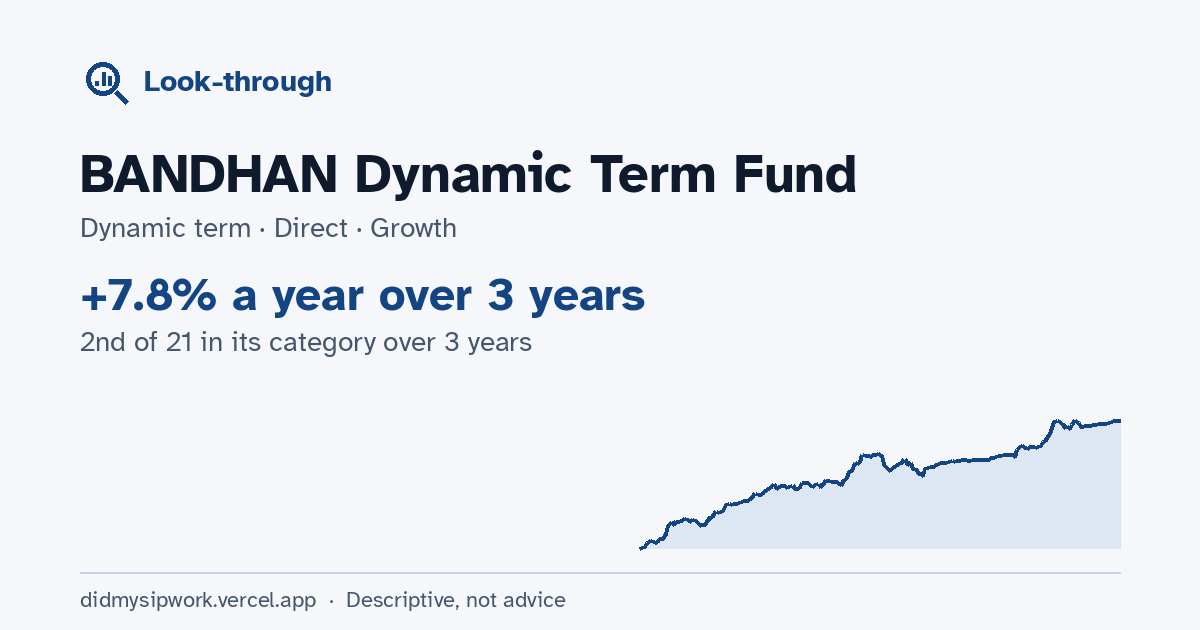 Look-through
BANDHAN Dynamic Term Fund
Dynamic term · Direct · Growth
+7.8% a year over 3 years
2nd of 21 in its category over 3 years
didmysipwork.vercel.app · Descriptive, not advice